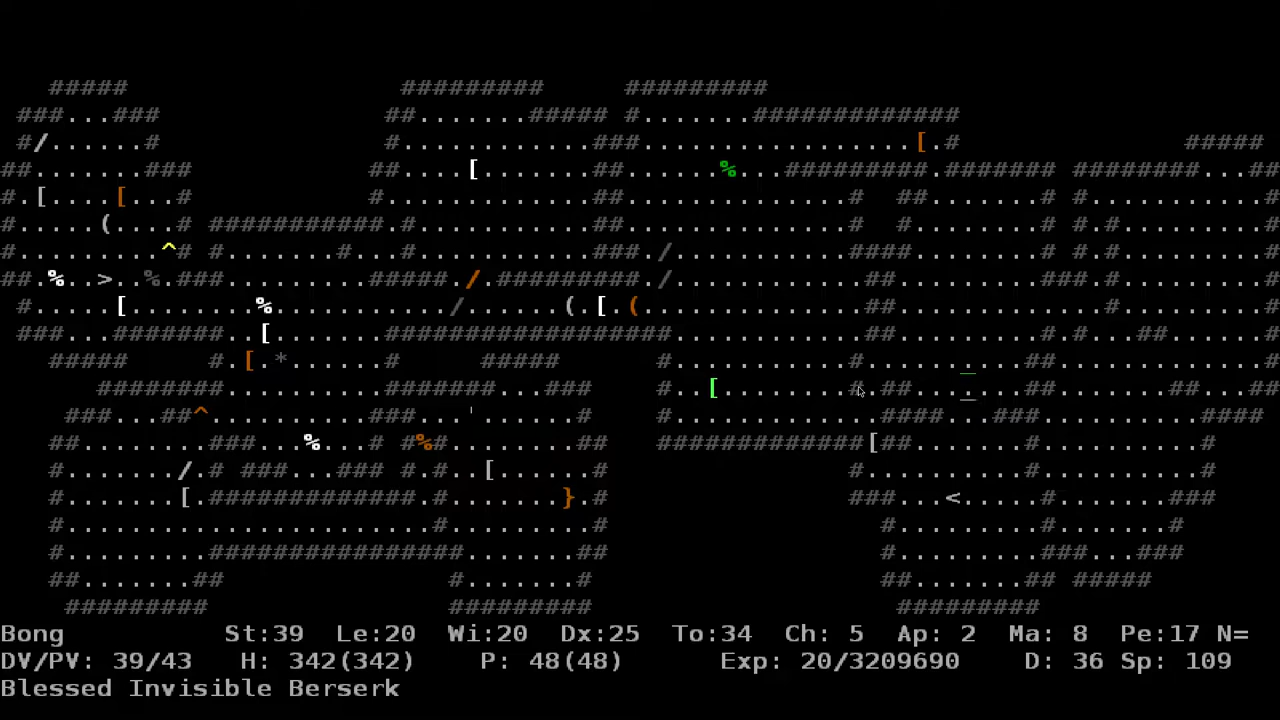 Bong St:39 Le:20 Wi:20 Dx:25 To:34 Ch: 5 Ap: 2 Ma: 8 Pe:17 N=
DV/PV: 39/43 H: 342(342) P: 48(48) Exp: 20/3209690 D: 36 Sp: 109
Blessed Invisible Berserk